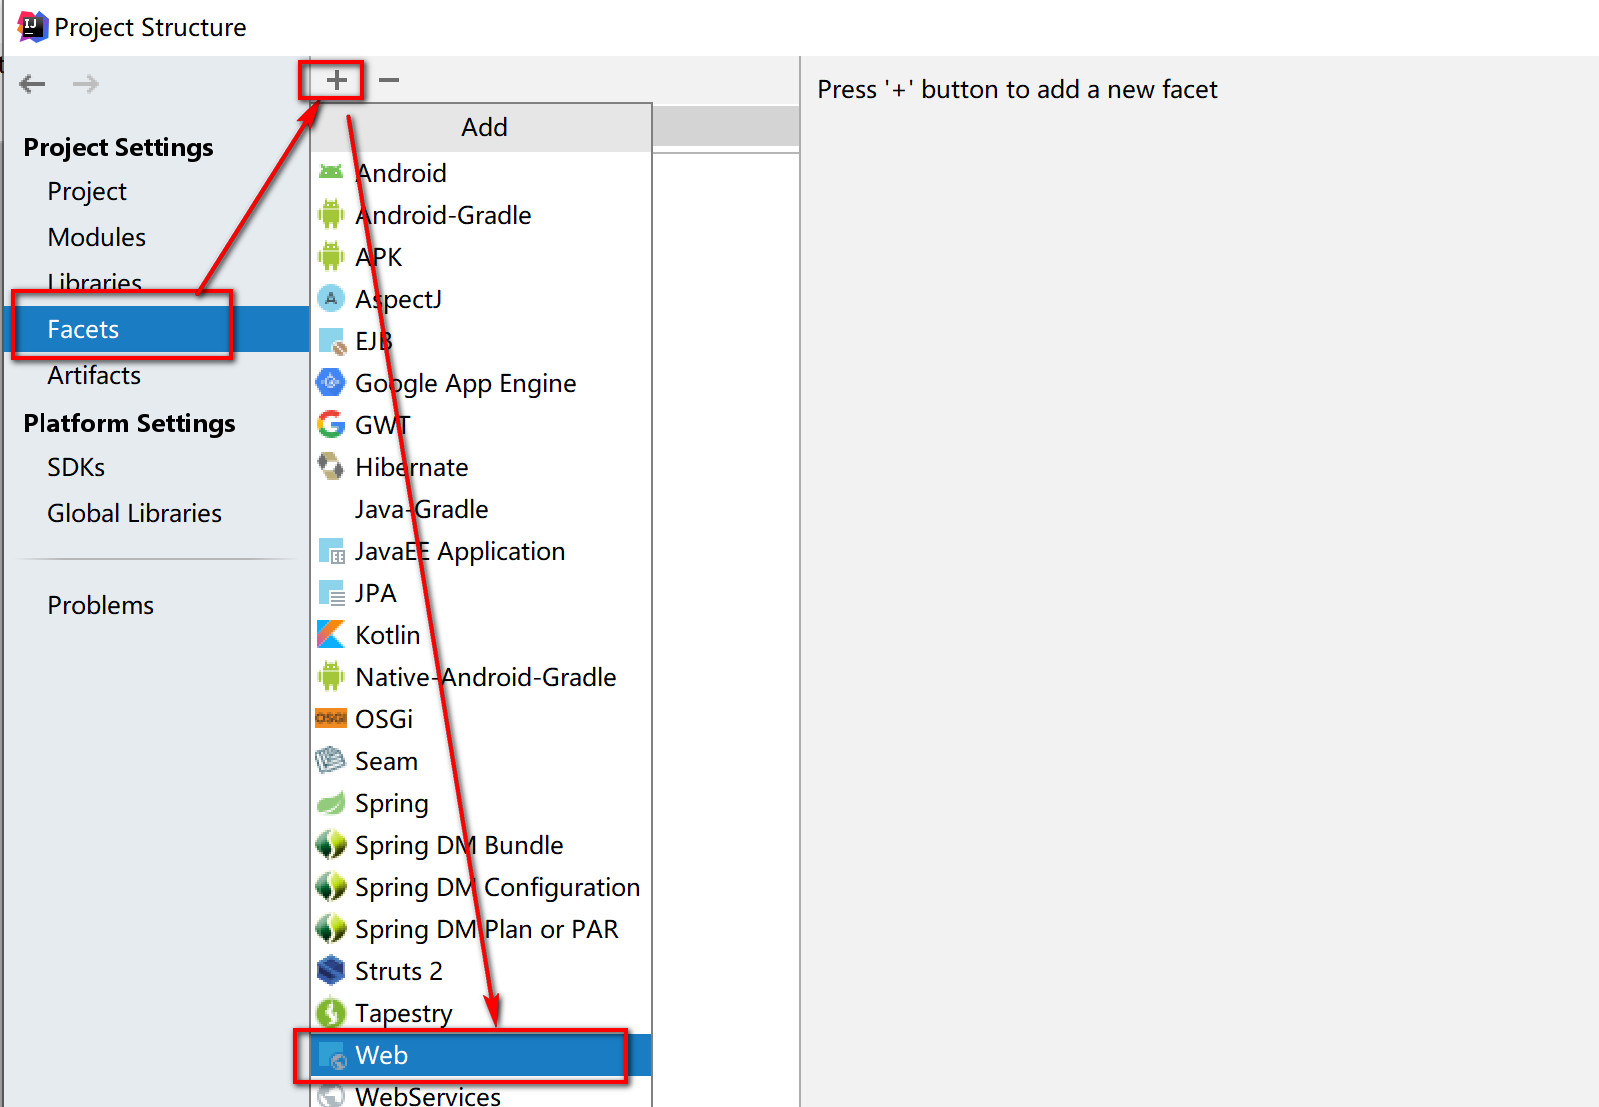 Project Structure
Project Settings
Project
Modules
Libraries
Facets
Artifacts
Platform Settings
SDKs
Global Libraries
Problems
Add
Android
Android-Gradle
APK
AspectJ
EJB
Google App Engine
GWT
Hibernate
Java-Gradle
JavaEE Application
JPA
Kotlin
Native-Android-Gradle
OSGi
Seam
Spring
Spring DM Bundle
Spring DM Configuration
Spring DM Plan or PAR
Struts 2
Tapestry
Web
WebServices
Press '+' button to add a new facet